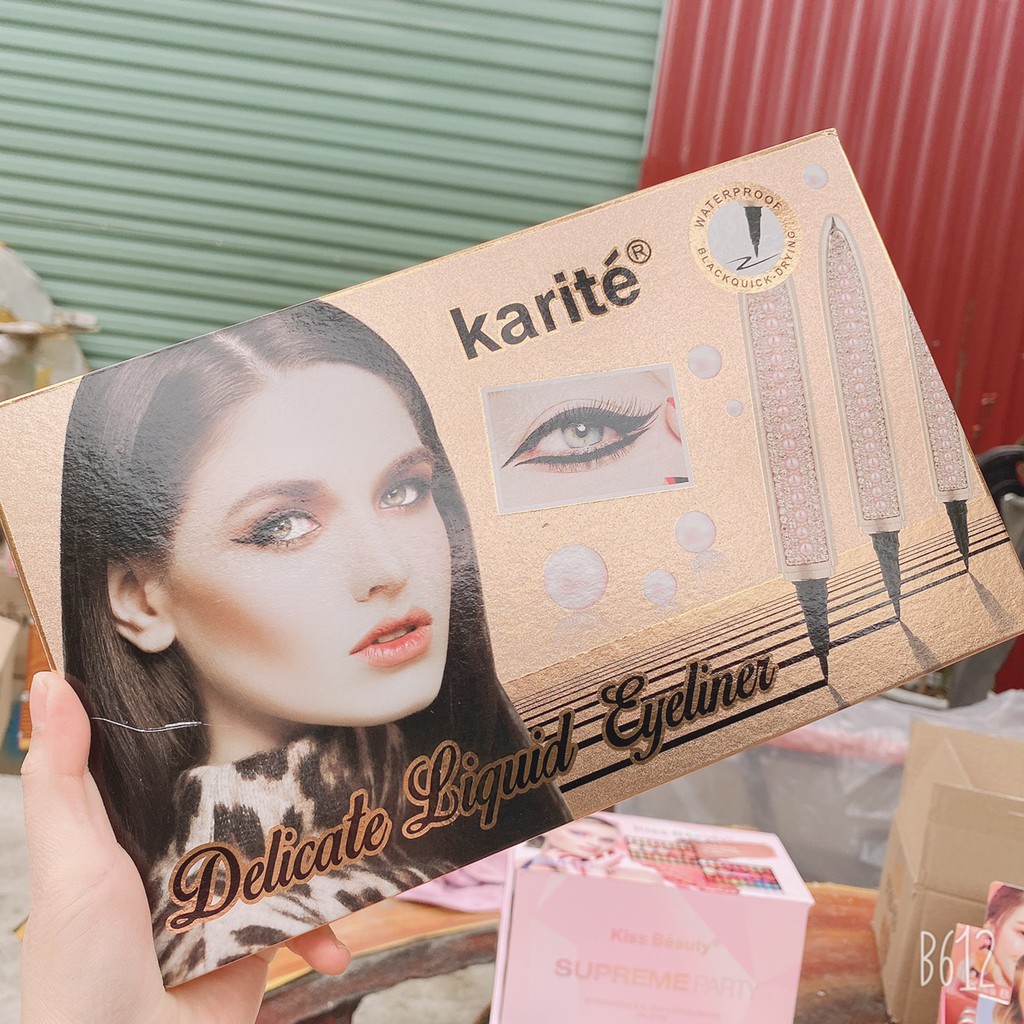 karité®
WATERPROOF
BLACKQUICK-DRYING
Delicate Liquid Eyeliner
Kiss Beauty®
SUPREME PARTY
B612